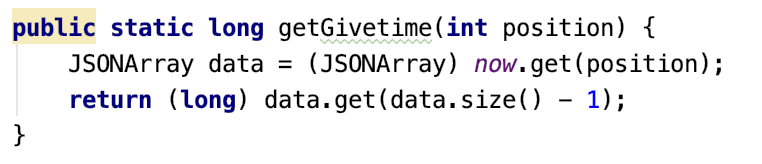 public static long getGivetime(int position) {
    JSONArray data = (JSONArray) now.get(position);
    return (long) data.get(data.size() - 1);
}